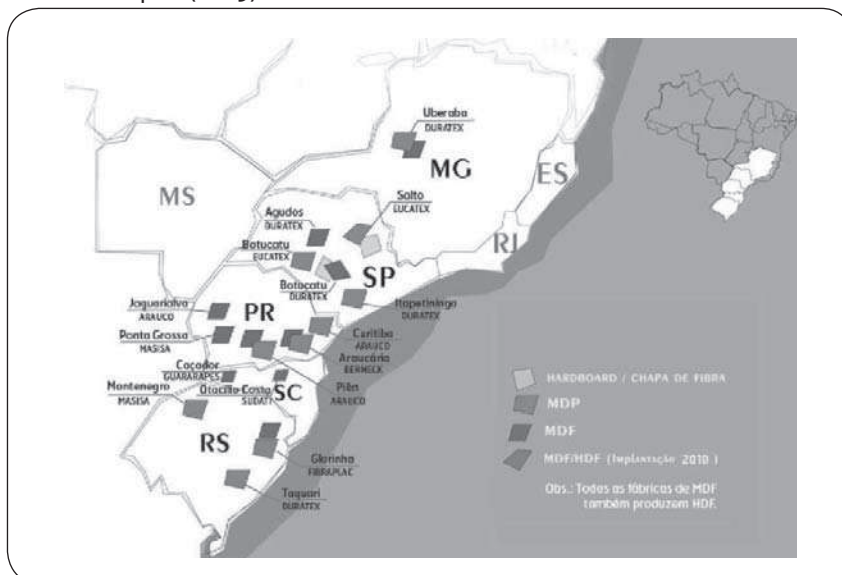 Uberaba
DURATEX
MG
ES
MS
Salto
EUCATEX
Agudos
DURATEX
RJ
Botucatu
EUCATEX
SP
Botucatu
DURATEX
Itapetininga
DURATEX
Jaguariaíva
ARAUCO
PR
Ponta Grossa
MASISA
Curitiba
ARAUCO
Araucária
BERNECK
Caçador
GUARARAPES
Otacílio Costa
SUDATI
SC
Piên
ARAUCO
Montenegro
MASISA
RS
Glorinha
FIBRAPLAC
Taquari
DURATEX
HARDBOARD / CHAPA DE FIBRA
MDP
MDF
MDF/HDF (Implantação 2010)
Obs.: Todas as fábricas de MDF
também produzem HDF.